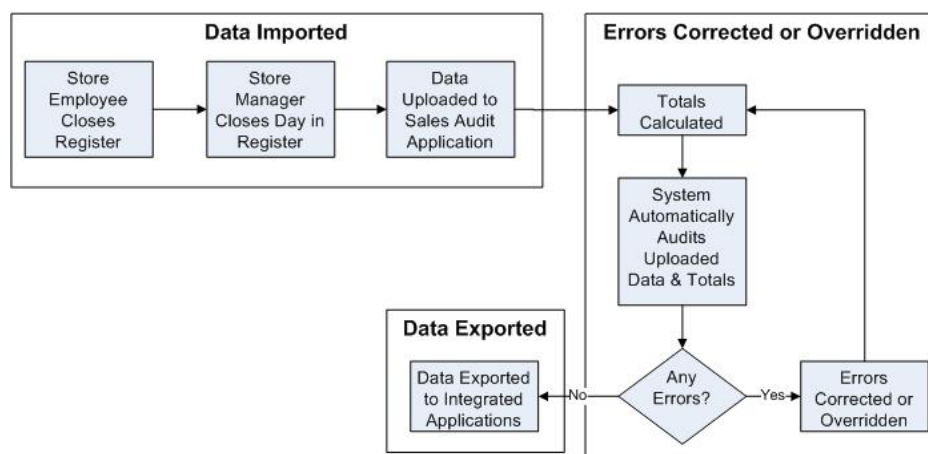 Data Imported
Store
Employee
Closes
Register
Store
Manager
Closes Day in
Register
Data
Uploaded to
Sales Audit
Application
Errors Corrected or Overridden
Totals
Calculated
System
Automatically
Audits
Uploaded
Data & Totals
Any
Errors?
Yes
Errors
Corrected or
Overridden
No
Data Exported
Data Exported
to Integrated
Applications